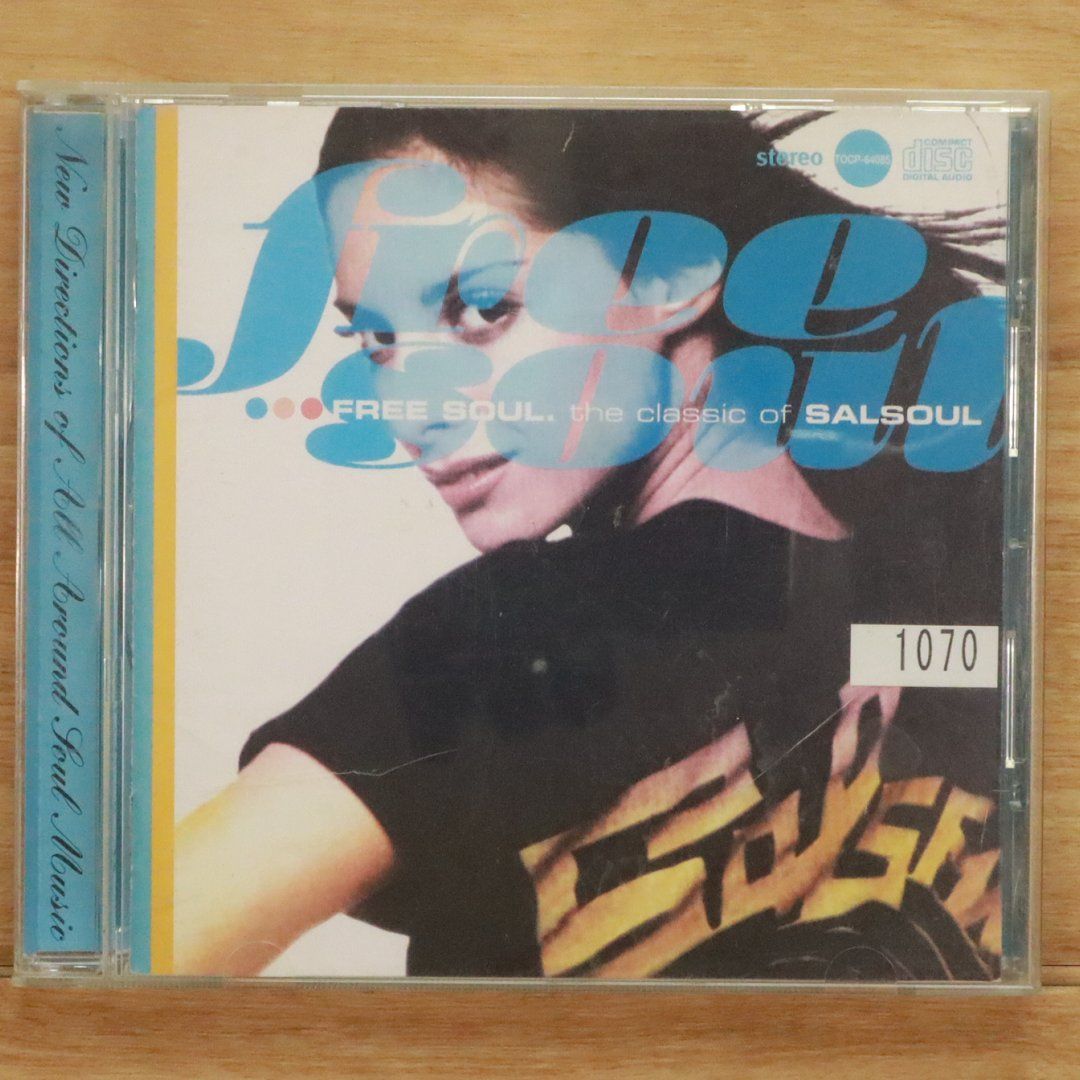 New Directions of All Around Soul Music
stereo
TOCP-64085
COMPACT
disc
DIGITAL AUDIO
free
soul
FREE SOUL. the classic of SALSOUL
1070